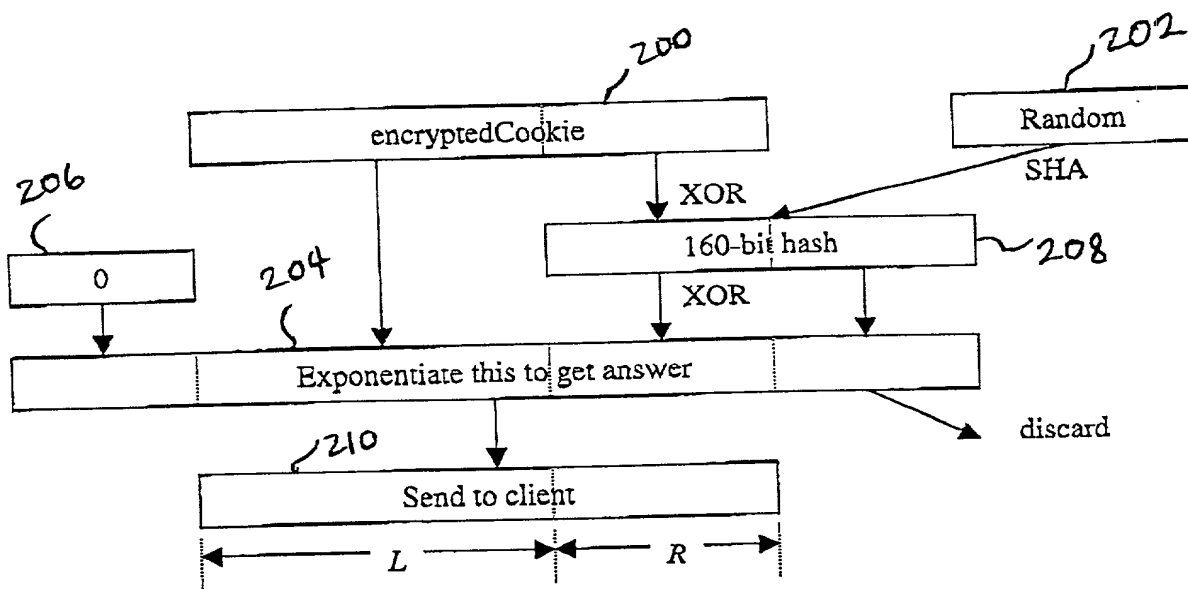 200
202
encryptedCookie
Random
206
XOR
SHA
160-bit hash
208
0
204
XOR
Exponentiate this to get answer
discard
210
Send to client
L
R